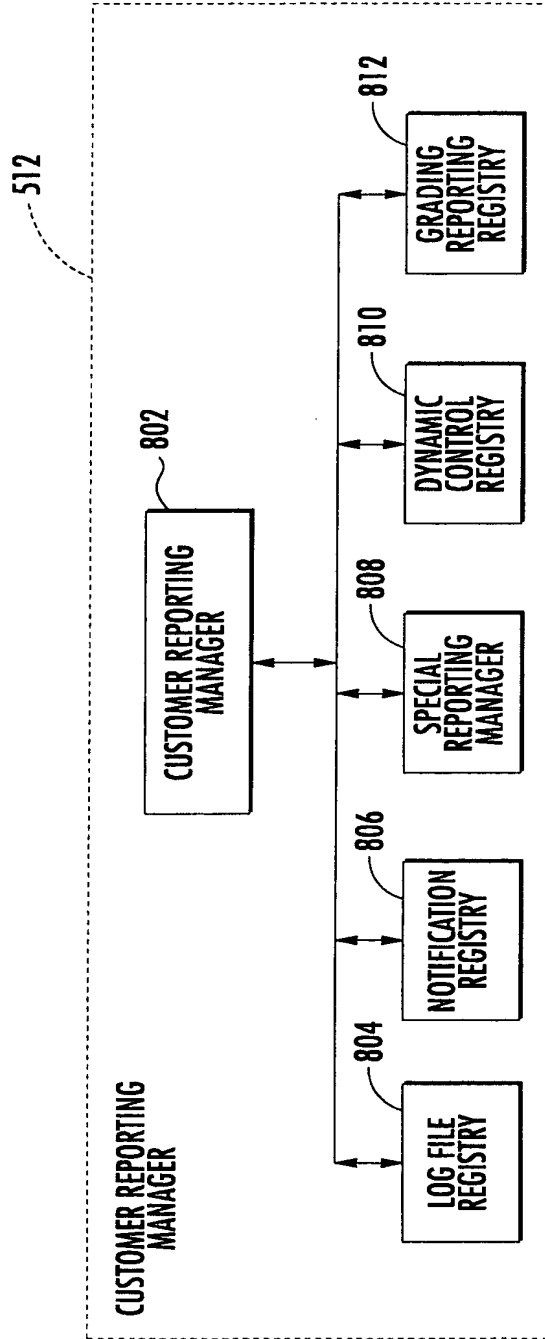 512
CUSTOMER REPORTING
MANAGER
802
CUSTOMER REPORTING
MANAGER
804
LOG FILE
REGISTRY
806
NOTIFICATION
REGISTRY
808
SPECIAL
REPORTING
MANAGER
810
DYNAMIC
CONTROL
REGISTRY
812
GRADING
REPORTING
REGISTRY